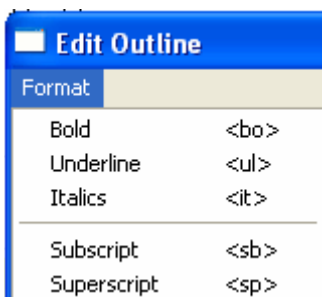 Edit Outline
Format
Bold <bo>
Underline <ul>
Italics <it>
Subscript <sb>
Superscript <sp>